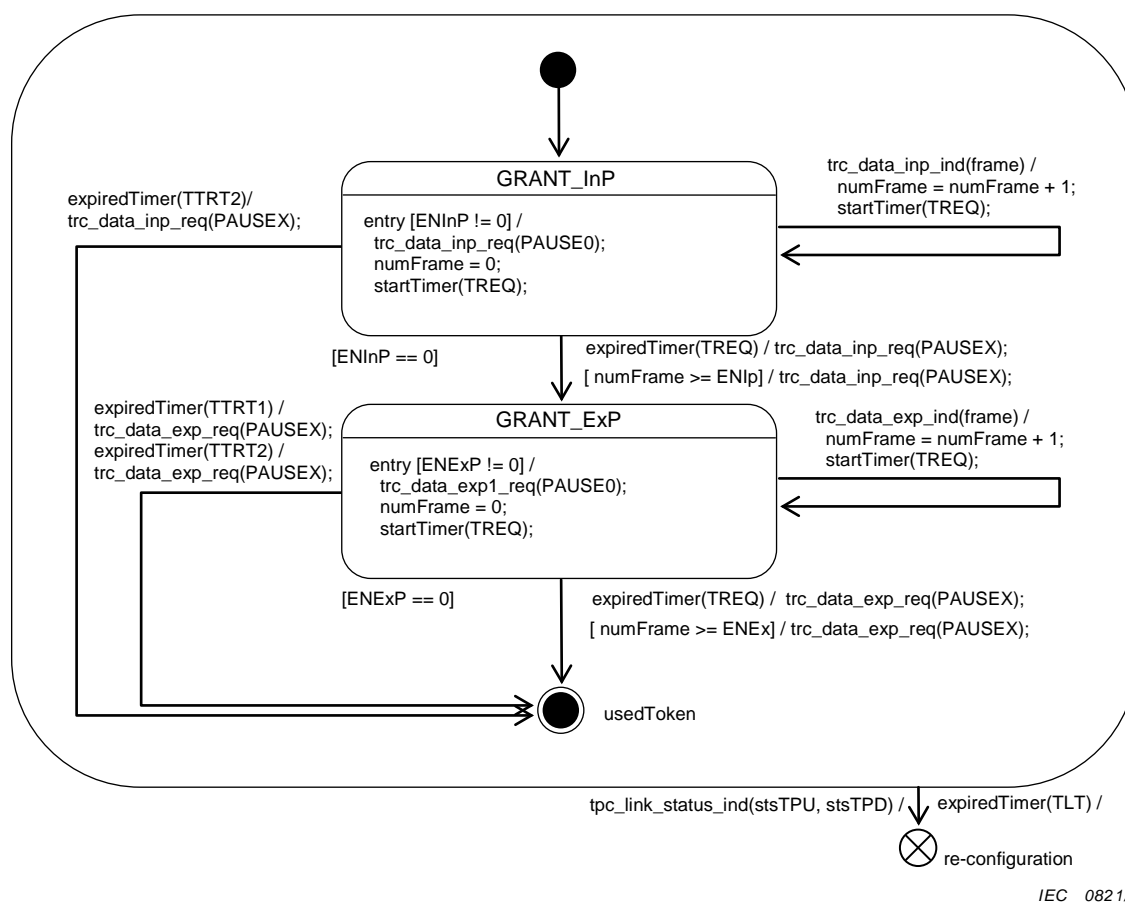 GRANT_InP
entry [ENInP != 0] /
trc_data_inp_req(PAUSE0);
numFrame = 0;
startTimer(TREQ);
expiredTimer(TTRT2)/
trc_data_inp_req(PAUSEX);
trc_data_inp_ind(frame) /
numFrame = numFrame + 1;
startTimer(TREQ);
[ENInP == 0]
expiredTimer(TREQ) / trc_data_inp_req(PAUSEX);
[ numFrame >= ENIp] / trc_data_inp_req(PAUSEX);
expiredTimer(TTRT1) /
trc_data_exp_req(PAUSEX);
expiredTimer(TTRT2) /
trc_data_exp_req(PAUSEX);
GRANT_ExP
entry [ENExP != 0] /
trc_data_exp1_req(PAUSE0);
numFrame = 0;
startTimer(TREQ);
trc_data_exp_ind(frame) /
numFrame = numFrame + 1;
startTimer(TREQ);
[ENExP == 0]
expiredTimer(TREQ) / trc_data_exp_req(PAUSEX);
[ numFrame >= ENEx] / trc_data_exp_req(PAUSEX);
usedToken
tpc_link_status_ind(stsTPU, stsTPD) /
expiredTimer(TLT) /
re-configuration
IEC 0821